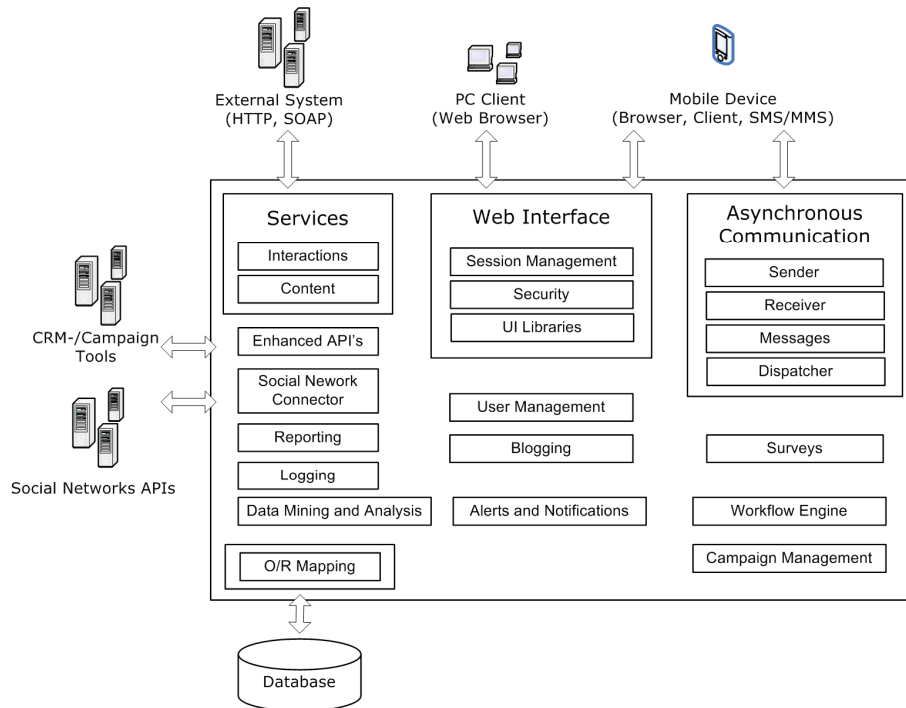 External System
(HTTP, SOAP)
PC Client
(Web Browser)
Mobile Device
(Browser, Client, SMS/MMS)
Services
Interactions
Content
Web Interface
Session Management
Security
UI Libraries
Asynchronous
Communication
Sender
Receiver
Messages
Dispatcher
CRM-/Campaign
Tools
Enhanced API's
Social Nework
Connector
User Management
Reporting
Blogging
Surveys
Social Networks APIs
Logging
Data Mining and Analysis
Alerts and Notifications
Workflow Engine
O/R Mapping
Campaign Management
Database